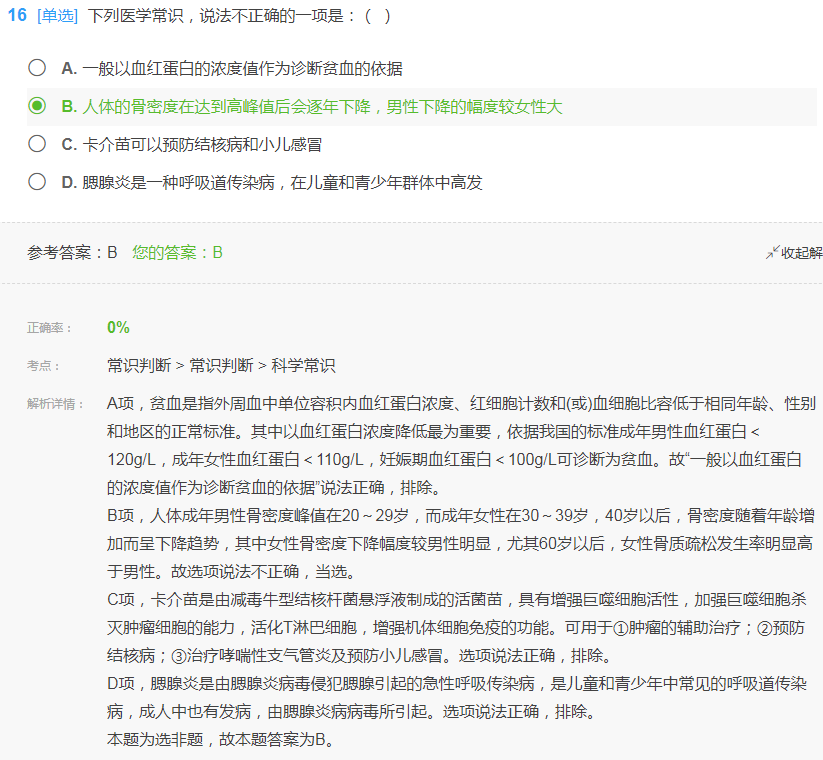 16 [单选] 下列医学常识，说法不正确的一项是：（ ）
A. 一般以血红蛋白的浓度值作为诊断贫血的依据
B. 人体的骨密度在达到高峰值后会逐年下降，男性下降的幅度较女性大
C. 卡介苗可以预防结核病和小儿感冒
D. 腮腺炎是一种呼吸道传染病，在儿童和青少年群体中高发
参考答案：B 您的答案：B 收起解
正确率： 0%
考点： 常识判断 > 常识判断 > 科学常识
解析详情： A项，贫血是指外周血中单位容积内血红蛋白浓度、红细胞计数和(或)血细胞比容低于相同年龄、性别
和地区的正常标准。其中以血红蛋白浓度降低最为重要，依据我国的标准成年男性血红蛋白＜
120g/L，成年女性血红蛋白＜110g/L，妊娠期血红蛋白＜100g/L可诊断为贫血。故“一般以血红蛋白
的浓度值作为诊断贫血的依据”说法正确，排除。
B项，人体成年男性骨密度峰值在20～29岁，而成年女性在30～39岁，40岁以后，骨密度随着年龄增
加而呈下降趋势，其中女性骨密度下降幅度较男性明显，尤其60岁以后，女性骨质疏松发生率明显高
于男性。故选项说法不正确，当选。
C项，卡介苗是由减毒牛型结核杆菌悬浮液制成的活菌苗，具有增强巨噬细胞活性，加强巨噬细胞杀
灭肿瘤细胞的能力，活化T淋巴细胞，增强机体细胞免疫的功能。可用于①肿瘤的辅助治疗；②预防
结核病；③治疗哮喘性支气管炎及预防小儿感冒。选项说法正确，排除。
D项，腮腺炎是由腮腺炎病毒侵犯腮腺引起的急性呼吸传染病，是儿童和青少年中常见的呼吸道传染
病，成人中也有发病，由腮腺炎病病毒所引起。选项说法正确，排除。
本题为选非题，故本题答案为B。